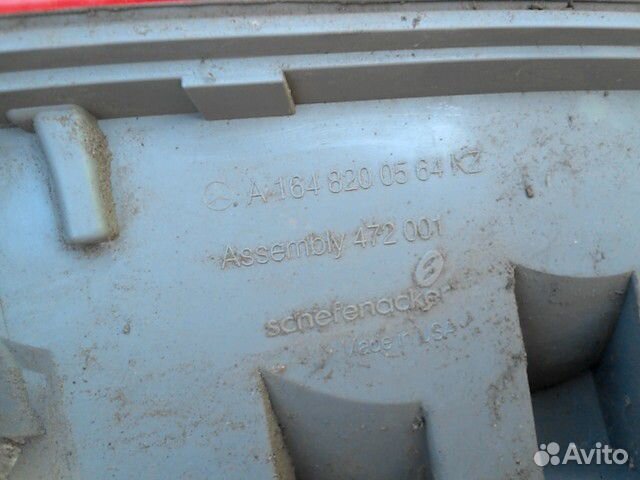 A 164 820 05 64 KZ
Assembly 472 001
schefenacker
Made in USA
Avito